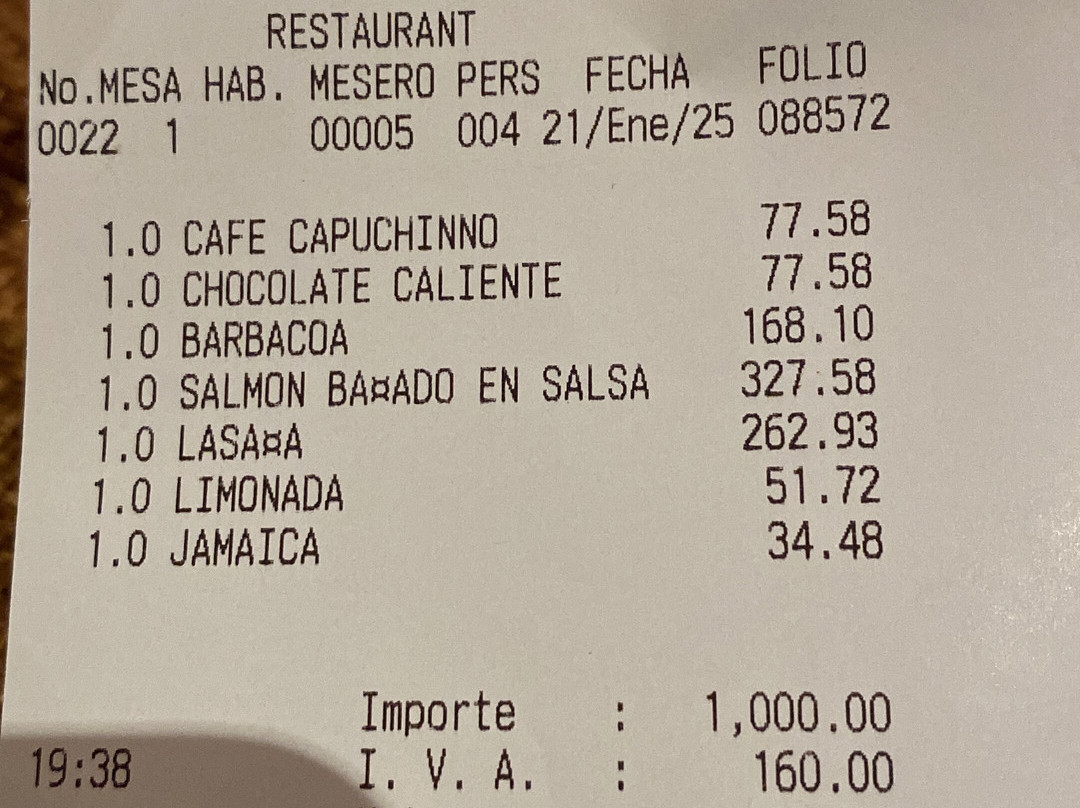 RESTAURANT
No.MESA HAB. MESERO PERS FECHA FOLIO
0022 1 00005 004 21/Ene/25 088572
1.0 CAFE CAPUCHINNO 77.58
1.0 CHOCOLATE CALIENTE 77.58
1.0 BARBACOA 168.10
1.0 SALMON BA¤ADO EN SALSA 327.58
1.0 LASA¤A 262.93
1.0 LIMONADA 51.72
1.0 JAMAICA 34.48
Importe : 1,000.00
19:38 I. V. A. : 160.00